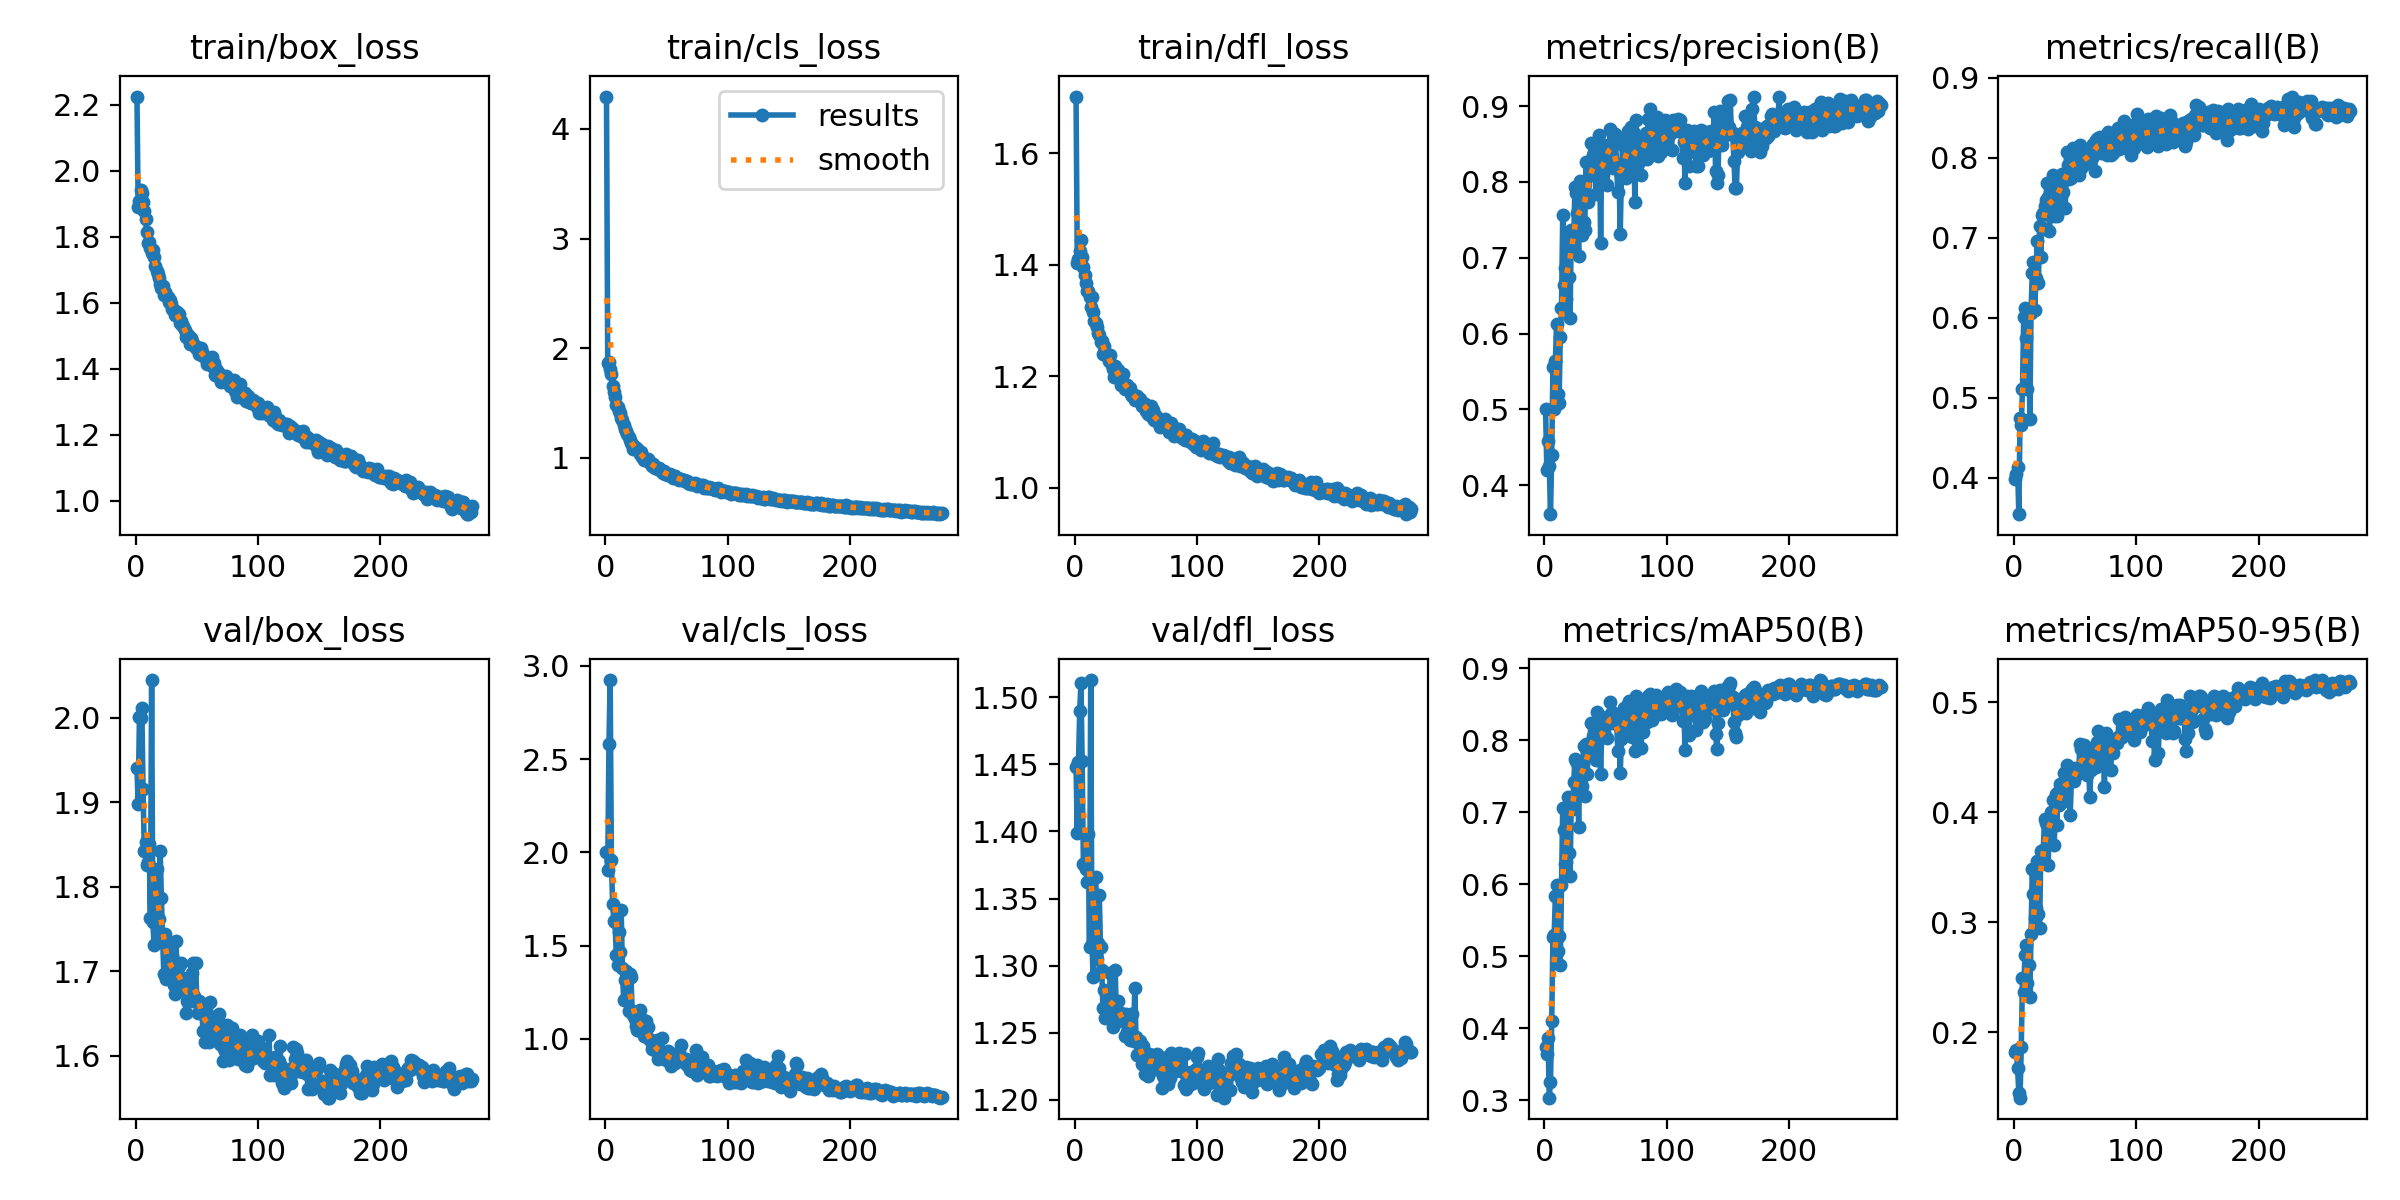 train/box_loss
2.2
2.0
1.8
1.6
1.4
1.2
1.0
0 100 200
train/cls_loss
results
smooth
4
3
2
1
0 100 200
train/dfl_loss
1.6
1.4
1.2
1.0
0 100 200
metrics/precision(B)
0.9
0.8
0.7
0.6
0.5
0.4
0 100 200
metrics/recall(B)
0.9
0.8
0.7
0.6
0.5
0.4
0 100 200
val/box_loss
2.0
1.9
1.8
1.7
1.6
0 100 200
val/cls_loss
3.0
2.5
2.0
1.5
1.0
0 100 200
val/dfl_loss
1.50
1.45
1.40
1.35
1.30
1.25
1.20
0 100 200
metrics/mAP50(B)
0.9
0.8
0.7
0.6
0.5
0.4
0.3
0 100 200
metrics/mAP50-95(B)
0.5
0.4
0.3
0.2
0 100 200